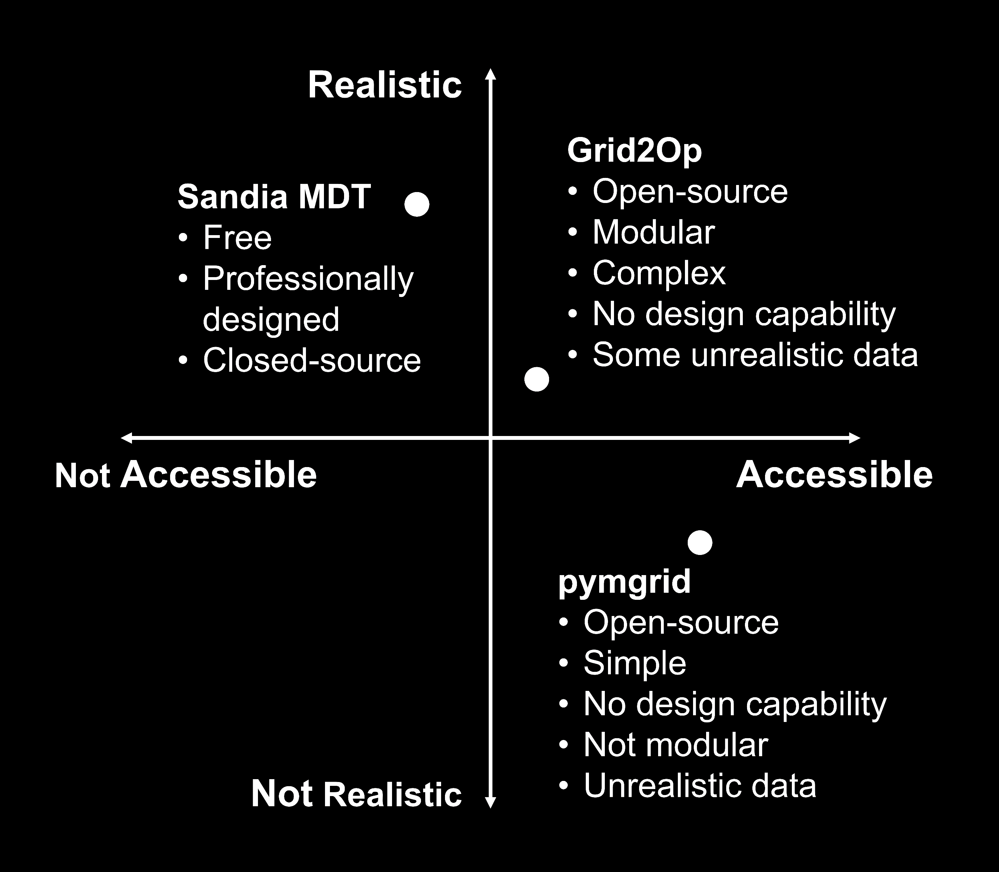 Realistic
Grid2Op
• Open-source
• Modular
• Complex
• No design capability
• Some unrealistic data
Sandia MDT
• Free
• Professionally
designed
• Closed-source
Not Accessible
Accessible
pymgrid
• Open-source
• Simple
• No design capability
• Not modular
• Unrealistic data
Not Realistic